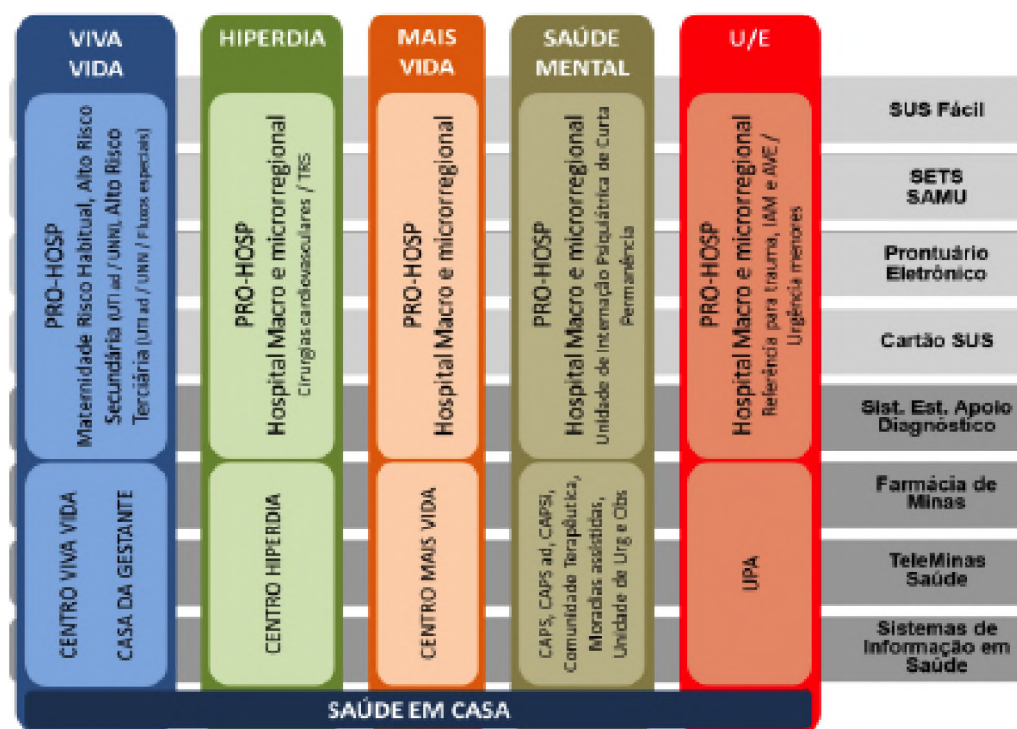 VIVA
VIDA
PRO-HOSP
Maternidade Risco Habitual, Alto Risco
Secundária (UTI ad / UNN), Alto Risco
Terciária (UTI ad / UNN / Fluxos especiais)
CENTRO VIVA VIDA
CASA DA GESTANTE
HIPERDIA
PRO-HOSP
Hospital Macro e microrregional
Cirurgias cardiovasculares / TRS
CENTRO HIPERDIA
MAIS
VIDA
PRO-HOSP
Hospital Macro e microrregional
CENTRO MAIS VIDA
SAÚDE
MENTAL
PRO-HOSP
Hospital Macro e microrregional
Unidade de Internação Psiquiátrica de Curta
Permanência
CAPS, CAPS ad, CAPSi,
Comunidade Terapêutica,
Moradias assistidas,
Unidade de Urg e Obs
U/E
PRO-HOSP
Hospital Macro e microrregional
Referência para trauma, IAM e AVE /
Urgência menores
UPA
SUS Fácil
SETS
SAMU
Prontuário
Eletrônico
Cartão SUS
Sist. Est. Apoio
Diagnóstico
Farmácia de
Minas
TeleMinas
Saúde
Sistemas de
Informação em
Saúde
SAÚDE EM CASA